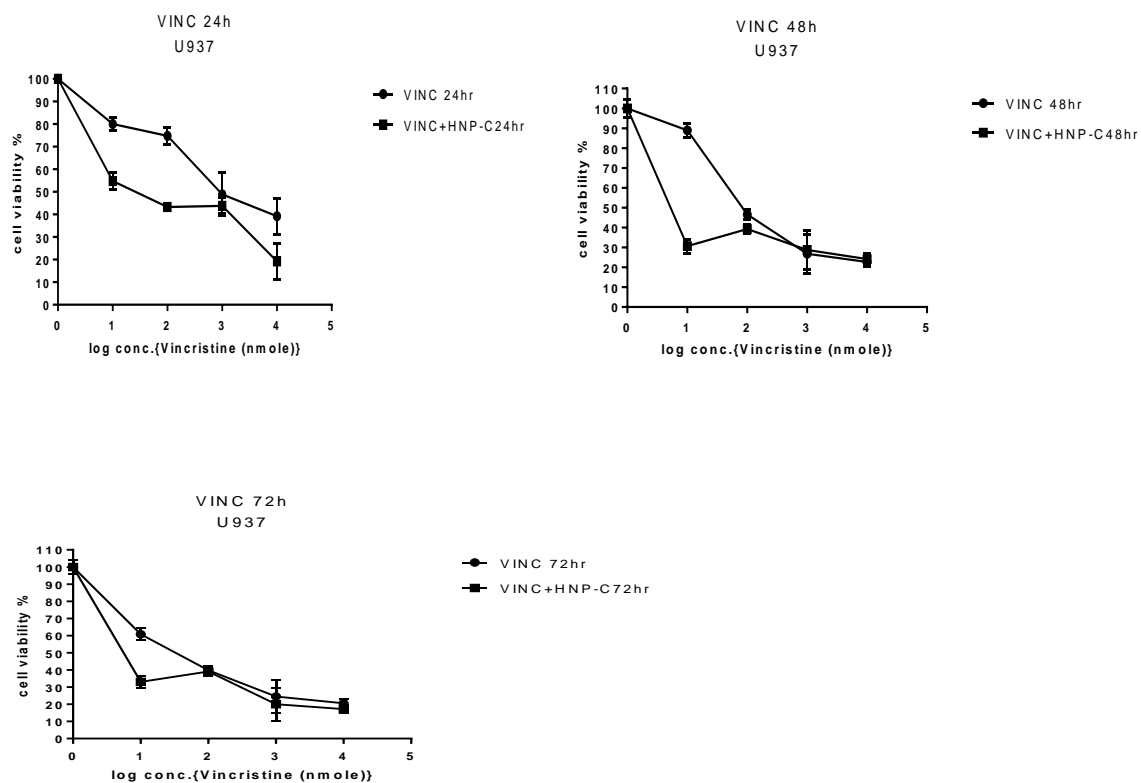 VINC 24h
U937
100
90
80
70
60
50
40
30
20
10
0
cell viability %
0 1 2 3 4 5
log conc.{Vincristine (nmole)}
VINC 24hr
VINC+HNP-C24hr
VINC 48h
U937
110
100
90
80
70
60
50
40
30
20
10
0
cell viability %
0 1 2 3 4 5
log conc.{Vincristine (nmole)}
VINC 48hr
VINC+HNP-C48hr
VINC 72h
U937
110
100
90
80
70
60
50
40
30
20
10
0
cell viability %
0 1 2 3 4 5
log conc.{Vincristine (nmole)}
VINC 72hr
VINC+HNP-C72hr